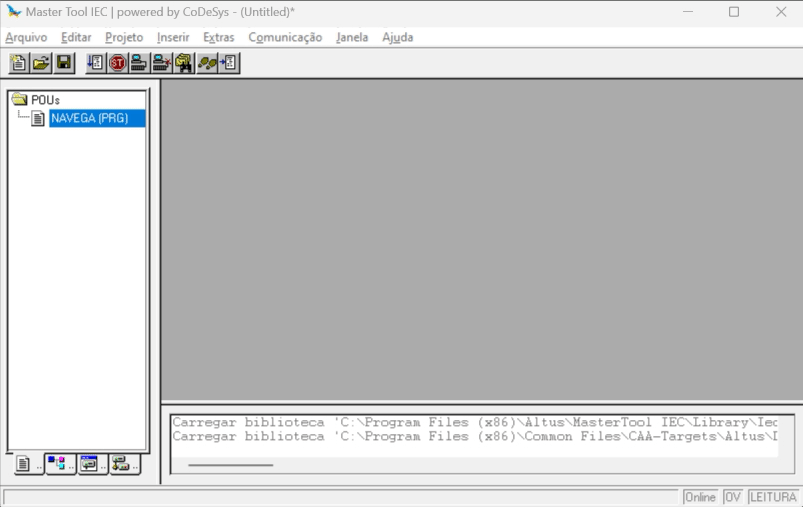 Master Tool IEC | powered by CoDeSys - (Untitled)*
Arquivo Editar Projeto Inserir Extras Comunicação Janela Ajuda
ST
POUs
NAVEGA (PRG)
Carregar biblioteca 'C:\Program Files (x86)\Altus\MasterTool IEC\Library\Iec
Carregar biblioteca 'C:\Program Files (x86)\Common Files\CAA-Targets\Altus\
.. .. .. ..
Online OV LEITURA